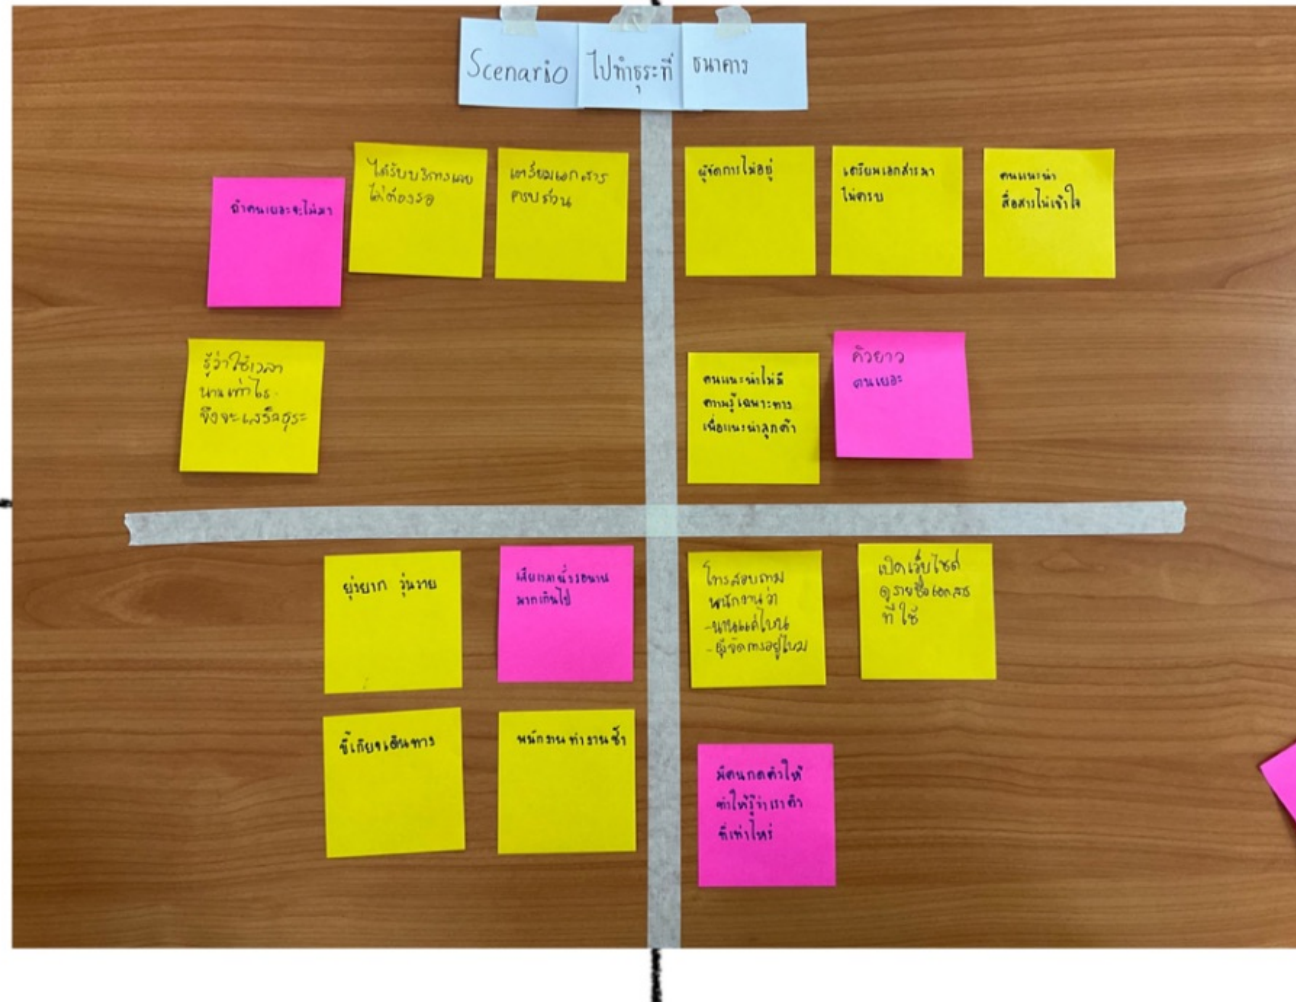 Scenario ไปทำธุระที่ ธนาคาร
ถ้าคนเยอะจะไม่มา
ได้รับบริการเลย
ไม่ต้องรอ
เตรียมเอกสาร
ครบถ้วน
ผู้จัดการไม่อยู่
เตรียมเอกสารมา
ไม่ครบ
คนแนะนำ
สื่อสารไม่เข้าใจ
รู้ว่าใช้เวลา
นานเท่าไร
จึงจะเสร็จธุระ
คนแนะนำไม่มี
ความรู้เฉพาะทาง
เพื่อแนะนำลูกค้า
คิวยาว
คนเยอะ
ยุ่งยาก วุ่นวาย
เสียเวลานั่งรอนาน
มากเกินไป
โทรสอบถาม
พนักงานว่า
-นานแค่ไหน
-ผู้จัดการอยู่ไหม
เปิดเว็บไซต์
ดูรายชื่อเอกสาร
ที่ใช้
ขี้เกียจเดินทาง
พนักงานทำงานช้า
มีคนกดคิวให้
ทำให้รู้ว่าเราคิว
ที่เท่าไหร่